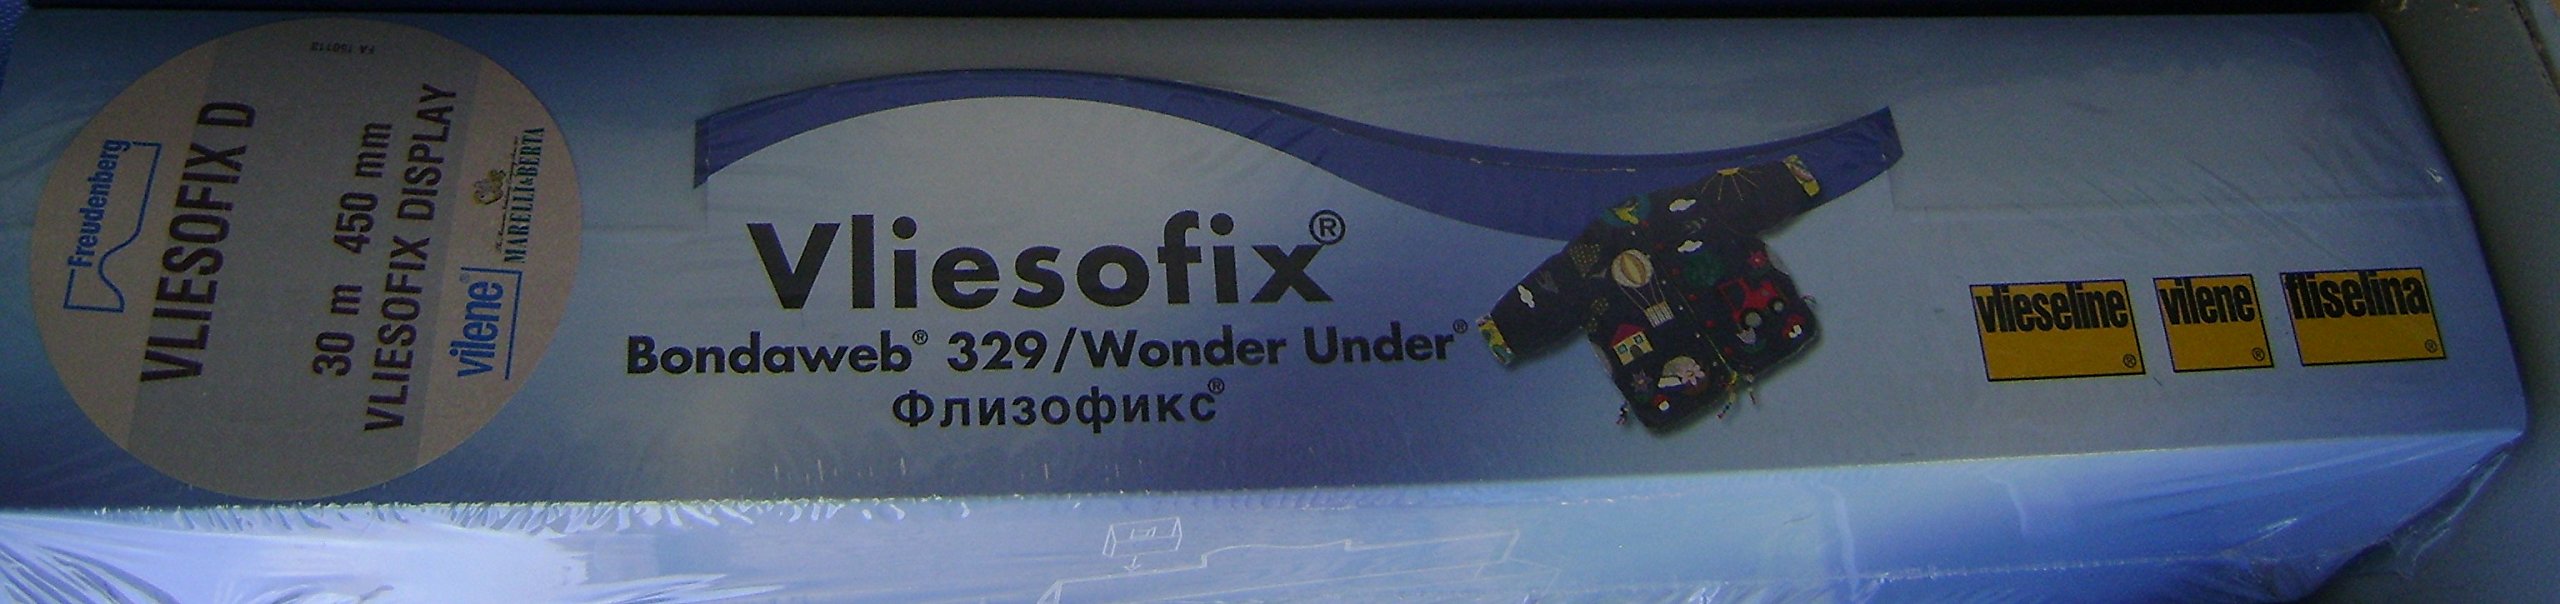 Freudenberg
VLIESOFIX D
30 m 450 mm
VLIESOFIX DISPLAY
vilene®
MARELLI & BERTA
Vliesofix®
Bondaweb® 329/Wonder Under®
Флизофикс®
vlieseline®
vilene®
fliselina®